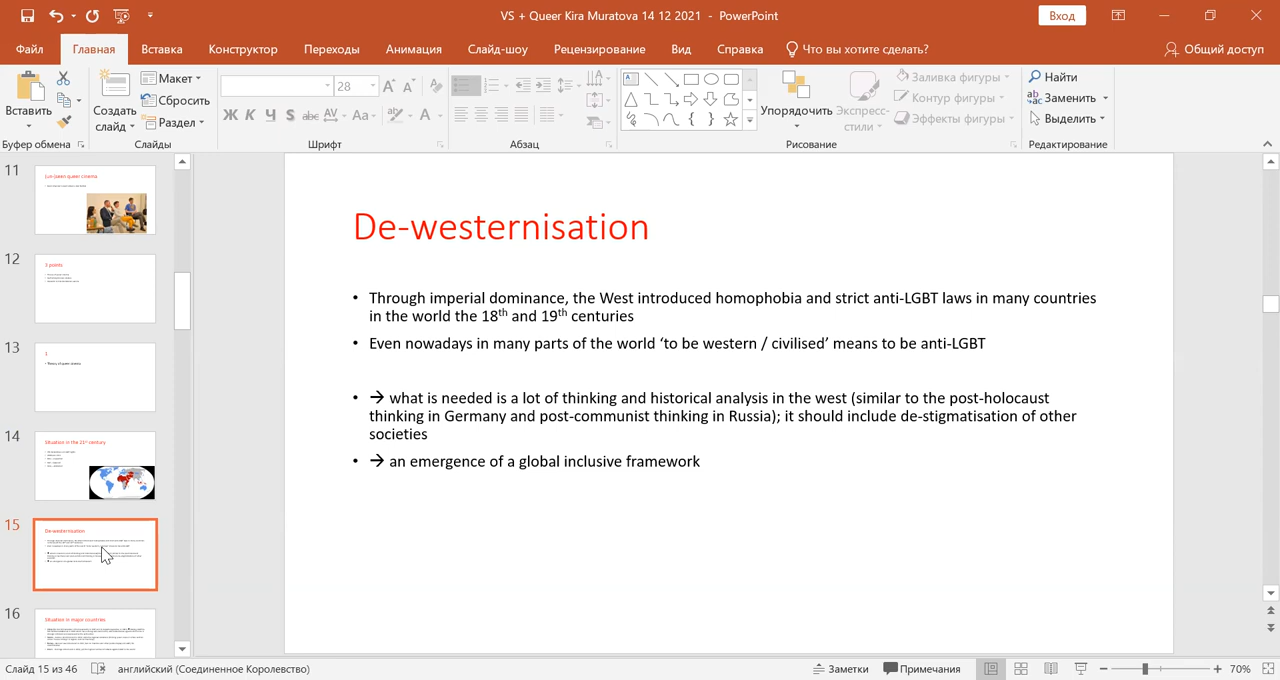 VS + Queer Kira Muratova 14 12 2021 - PowerPoint
Вход
Файл Главная Вставка Конструктор Переходы Анимация Слайд-шоу Рецензирование Вид Справка Что вы хотите сделать? Общий доступ
Вставить
Создать слайд
Макет
Сбросить
Раздел
28
Ж К Ч S abc AV Aa A
Упорядочить
Экспресс-стили
Заливка фигуры
Контур фигуры
Эффекты фигуры
Найти
Заменить
Выделить
Буфер обмена Слайды Шрифт Абзац Рисование Редактирование
11
12
3 points
13
1
14
Situation in the 21st century
15
De-westernisation
16
Situation in major countries
De-westernisation
• Through imperial dominance, the West introduced homophobia and strict anti-LGBT laws in many countries
in the world the 18th and 19th centuries
• Even nowadays in many parts of the world ‘to be western / civilised’ means to be anti-LGBT
• → what is needed is a lot of thinking and historical analysis in the west (similar to the post-holocaust
thinking in Germany and post-communist thinking in Russia); it should include de-stigmatisation of other
societies
• → an emergence of a global inclusive framework
Слайд 15 из 46 английский (Соединенное Королевство) Заметки Примечания 70%